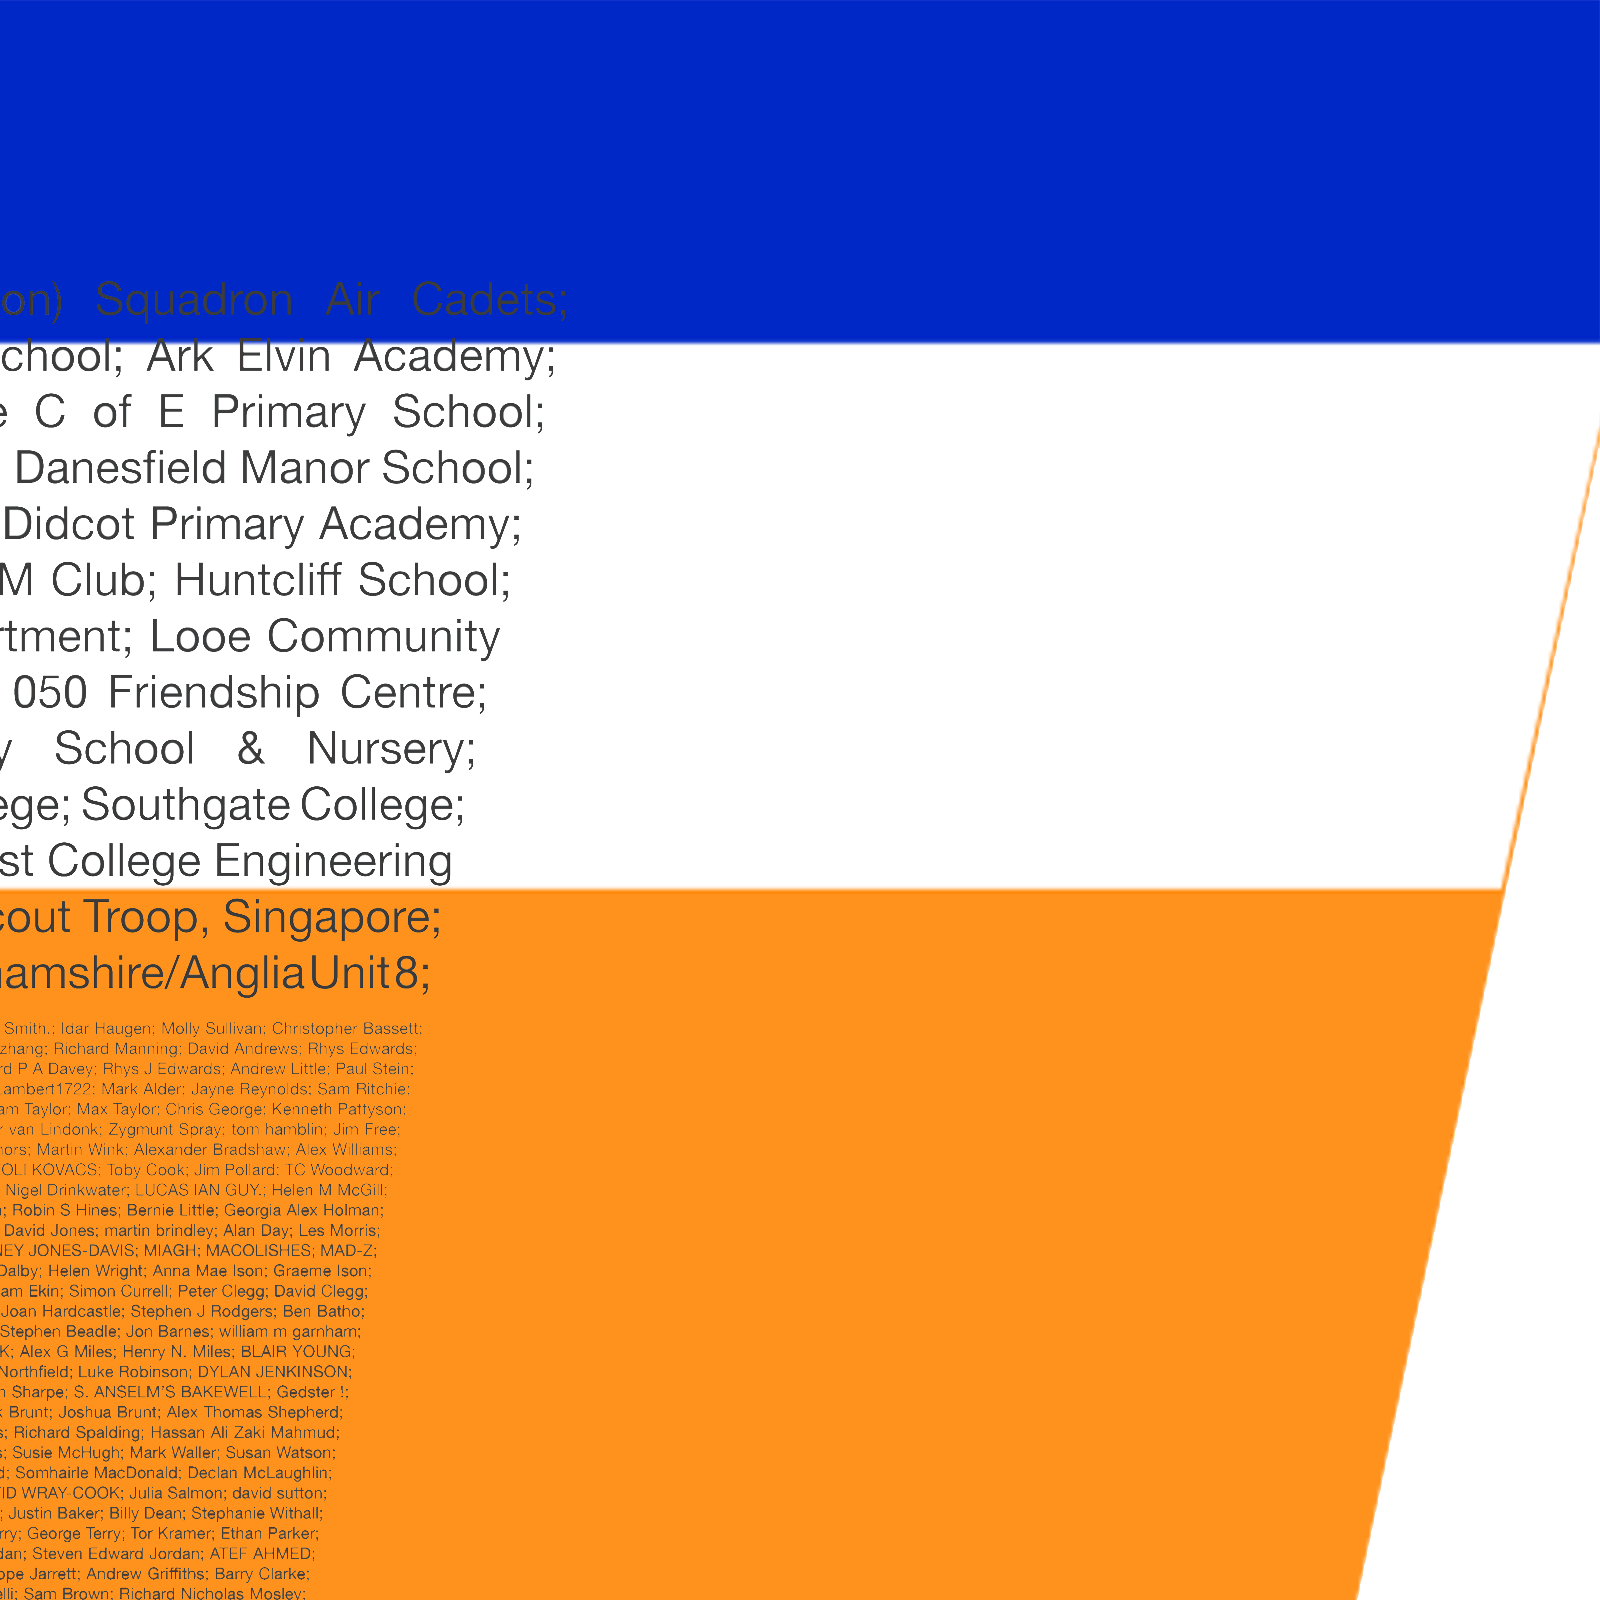 on) Squadron Air Cadets;
chool; Ark Elvin Academy;
e C of E Primary School;
Danesfield Manor School;
Didcot Primary Academy;
M Club; Huntcliff School;
rtment; Looe Community
050 Friendship Centre;
y School & Nursery;
ege; Southgate College;
st College Engineering
cout Troop, Singapore;
hamshire/Anglia Unit 8;
Smith.; Idar Haugen; Molly Sullivan; Christopher Bassett;
zhang; Richard Manning; David Andrews; Rhys Edwards;
rd P A Davey; Rhys J Edwards; Andrew Little; Paul Stein;
Lambert1722; Mark Alder; Jayne Reynolds; Sam Ritchie;
am Taylor; Max Taylor; Chris George; Kenneth Pattyson;
r van Lindonk; Zygmunt Spray; tom hamblin; Jim Free;
nors; Martin Wink; Alexander Bradshaw; Alex Williams;
OLI KOVACS; Toby Cook; Jim Pollard; TC Woodward;
Nigel Drinkwater; LUCAS IAN GUY.; Helen M McGill;
; Robin S Hines; Bernie Little; Georgia Alex Holman;
David Jones; martin brindley; Alan Day; Les Morris;
NEY JONES-DAVIS; MIAGH; MACOLISHES; MAD-Z;
Dalby; Helen Wright; Anna Mae Ison; Graeme Ison;
am Ekin; Simon Currell; Peter Clegg; David Clegg;
Joan Hardcastle; Stephen J Rodgers; Ben Batho;
Stephen Beadle; Jon Barnes; william m garnham;
K; Alex G Miles; Henry N. Miles; BLAIR YOUNG;
Northfield; Luke Robinson; DYLAN JENKINSON;
n Sharpe; S. ANSELM'S BAKEWELL; Gedster !;
k Brunt; Joshua Brunt; Alex Thomas Shepherd;
s; Richard Spalding; Hassan Ali Zaki Mahmud;
s; Susie McHugh; Mark Waller; Susan Watson;
d; Somhairle MacDonald; Declan McLaughlin;
ID WRAY-COOK; Julia Salmon; david sutton;
; Justin Baker; Billy Dean; Stephanie Withall;
rry; George Terry; Tor Kramer; Ethan Parker;
dan; Steven Edward Jordan; ATEF AHMED;
ope Jarrett; Andrew Griffiths; Barry Clarke;
elli; Sam Brown; Richard Nicholas Mosley;